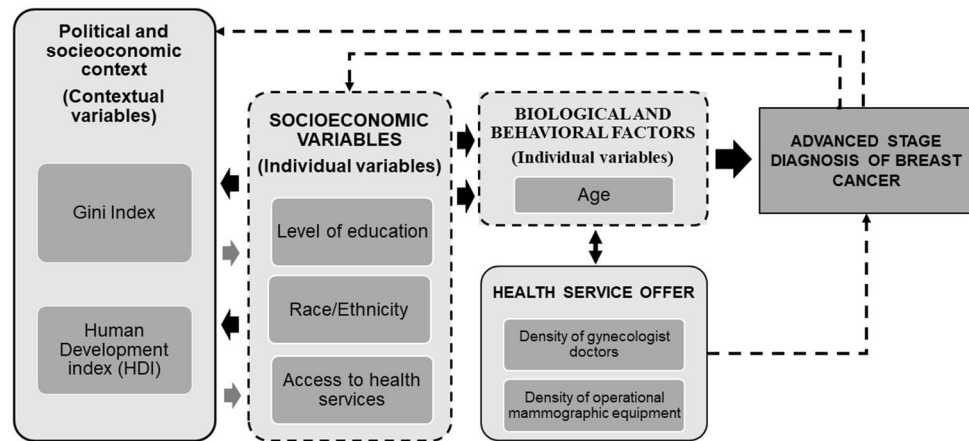 Political and
socieoconomic
context
(Contextual
variables)
Gini Index
Human
Development
index (HDI)
SOCIOECONOMIC
VARIABLES
(Individual variables)
Level of education
Race/Ethnicity
Access to health
services
BIOLOGICAL AND
BEHAVIORAL FACTORS
(Individual variables)
Age
HEALTH SERVICE OFFER
Density of gynecologist
doctors
Density of operational
mammographic equipment
ADVANCED STAGE
DIAGNOSIS OF BREAST
CANCER